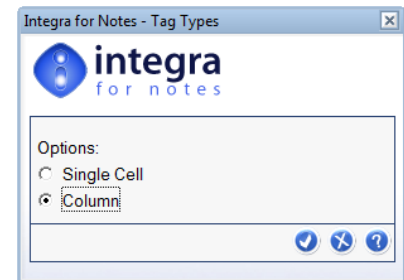 Integra for Notes - Tag Types
integra
for notes
Options:
Single Cell
Column